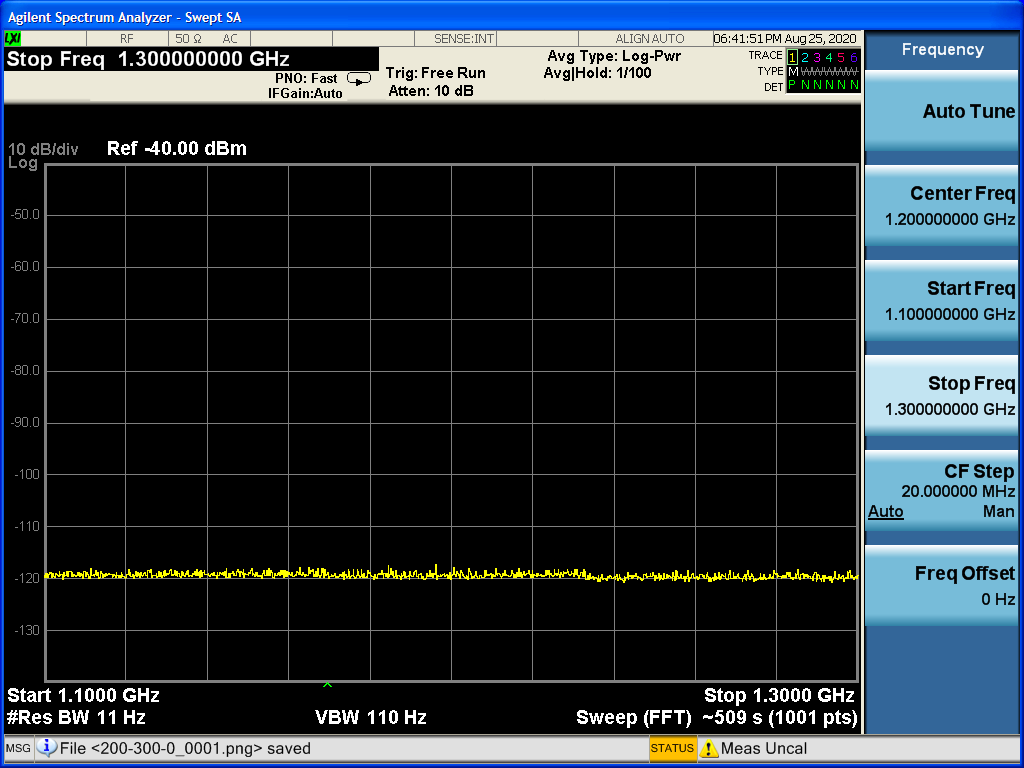 Agilent Spectrum Analyzer - Swept SA
LXI RF 50 Ω AC SENSE:INT ALIGN AUTO 06:41:51 PM Aug 25, 2020
Stop Freq 1.300000000 GHz
PNO: Fast
IFGain:Auto
Trig: Free Run
Atten: 10 dB
Avg Type: Log-Pwr
Avg|Hold: 1/100
TRACE 1 2 3 4 5 6
TYPE M W W W W W
DET P N N N N N
10 dB/div
Log
Ref -40.00 dBm
-50.0
-60.0
-70.0
-80.0
-90.0
-100
-110
-120
-130
Start 1.1000 GHz
Stop 1.3000 GHz
#Res BW 11 Hz
VBW 110 Hz
Sweep (FFT) ~509 s (1001 pts)
MSG File <200-300-0_0001.png> saved
STATUS Meas Uncal
Frequency
Auto Tune
Center Freq
1.200000000 GHz
Start Freq
1.100000000 GHz
Stop Freq
1.300000000 GHz
CF Step
20.000000 MHz
Auto Man
Freq Offset
0 Hz